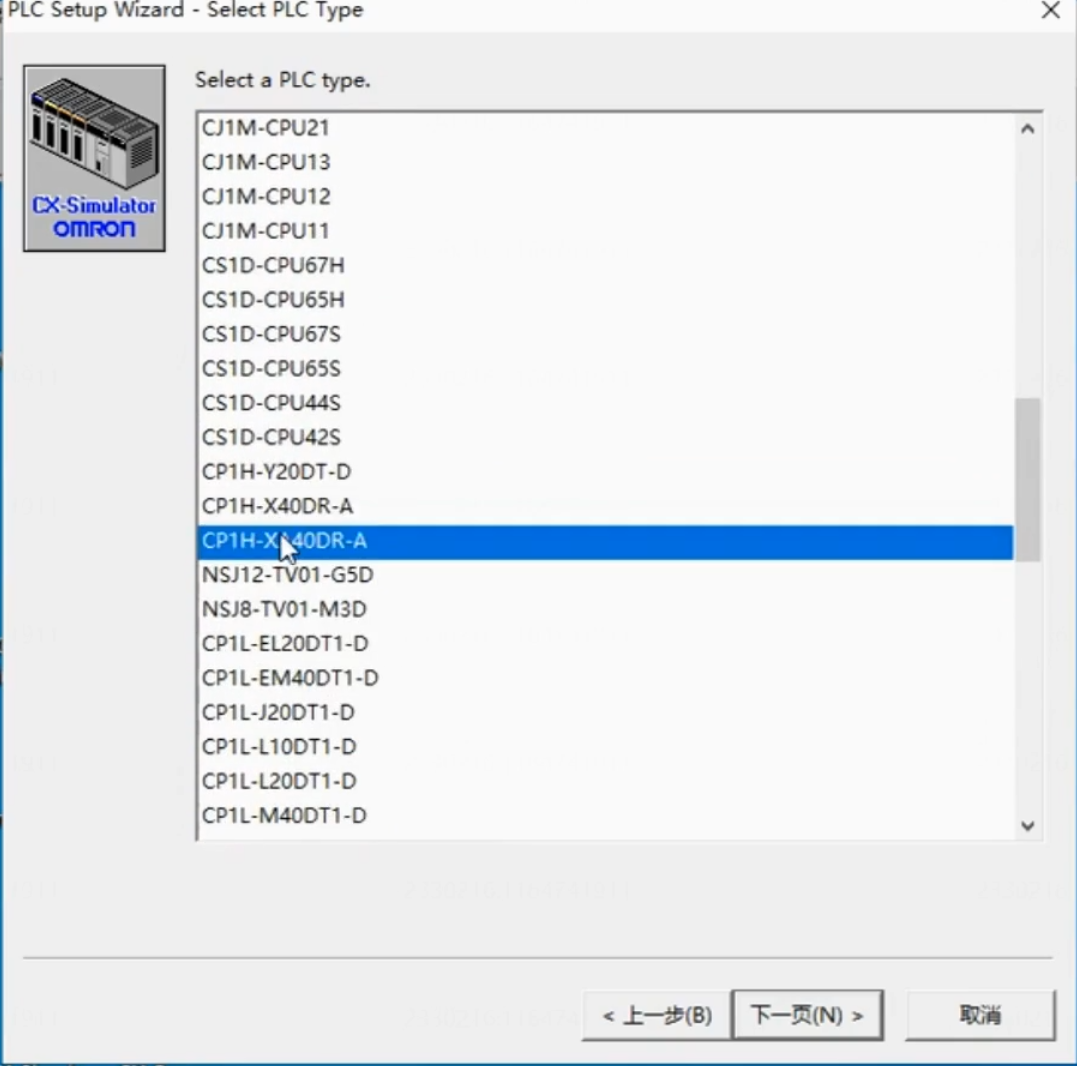 PLC Setup Wizard - Select PLC Type
Select a PLC type.
CX-Simulator
OMRON
CJ1M-CPU21
CJ1M-CPU13
CJ1M-CPU12
CJ1M-CPU11
CS1D-CPU67H
CS1D-CPU65H
CS1D-CPU67S
CS1D-CPU65S
CS1D-CPU44S
CS1D-CPU42S
CP1H-Y20DT-D
CP1H-X40DR-A
CP1H-XA40DR-A
NSJ12-TV01-G5D
NSJ8-TV01-M3D
CP1L-EL20DT1-D
CP1L-EM40DT1-D
CP1L-J20DT1-D
CP1L-L10DT1-D
CP1L-L20DT1-D
CP1L-M40DT1-D
< 上一步(B)
下一页(N) >
取消